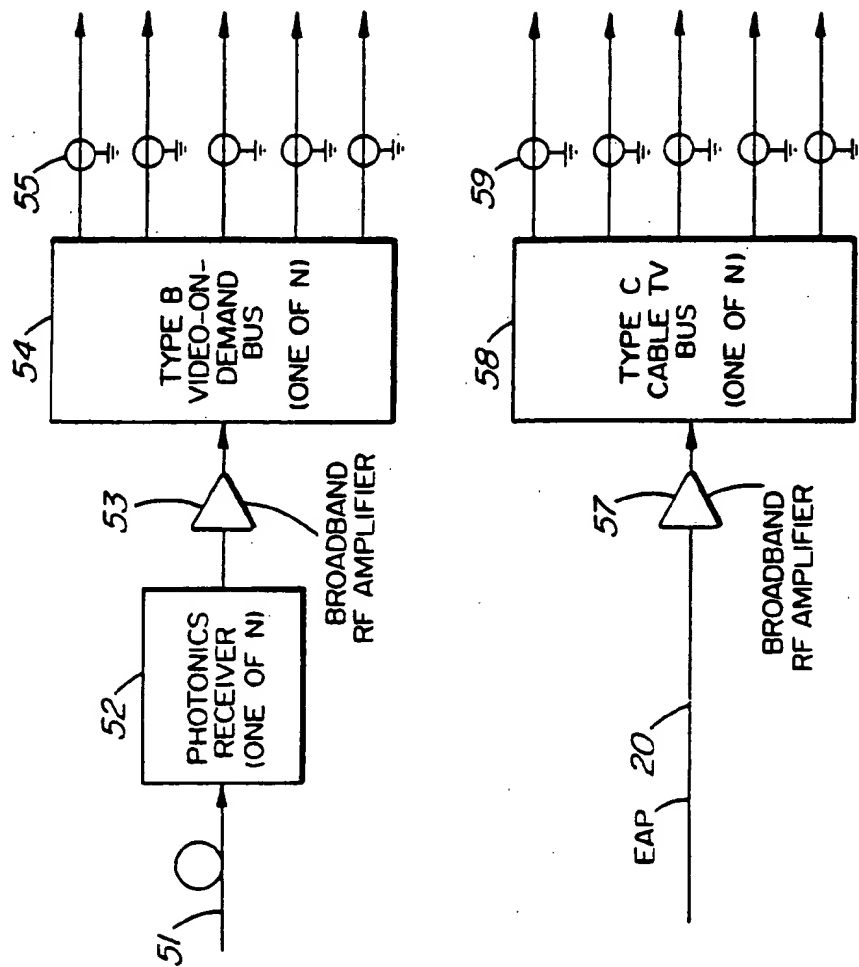 51
52
PHOTONICS
RECEIVER
(ONE OF N)
53
BROADBAND
RF AMPLIFIER
54
TYPE B
VIDEO-ON-
DEMAND
BUS
(ONE OF N)
55
EAP
20
57
BROADBAND
RF AMPLIFIER
58
TYPE C
CABLE TV
BUS
(ONE OF N)
59